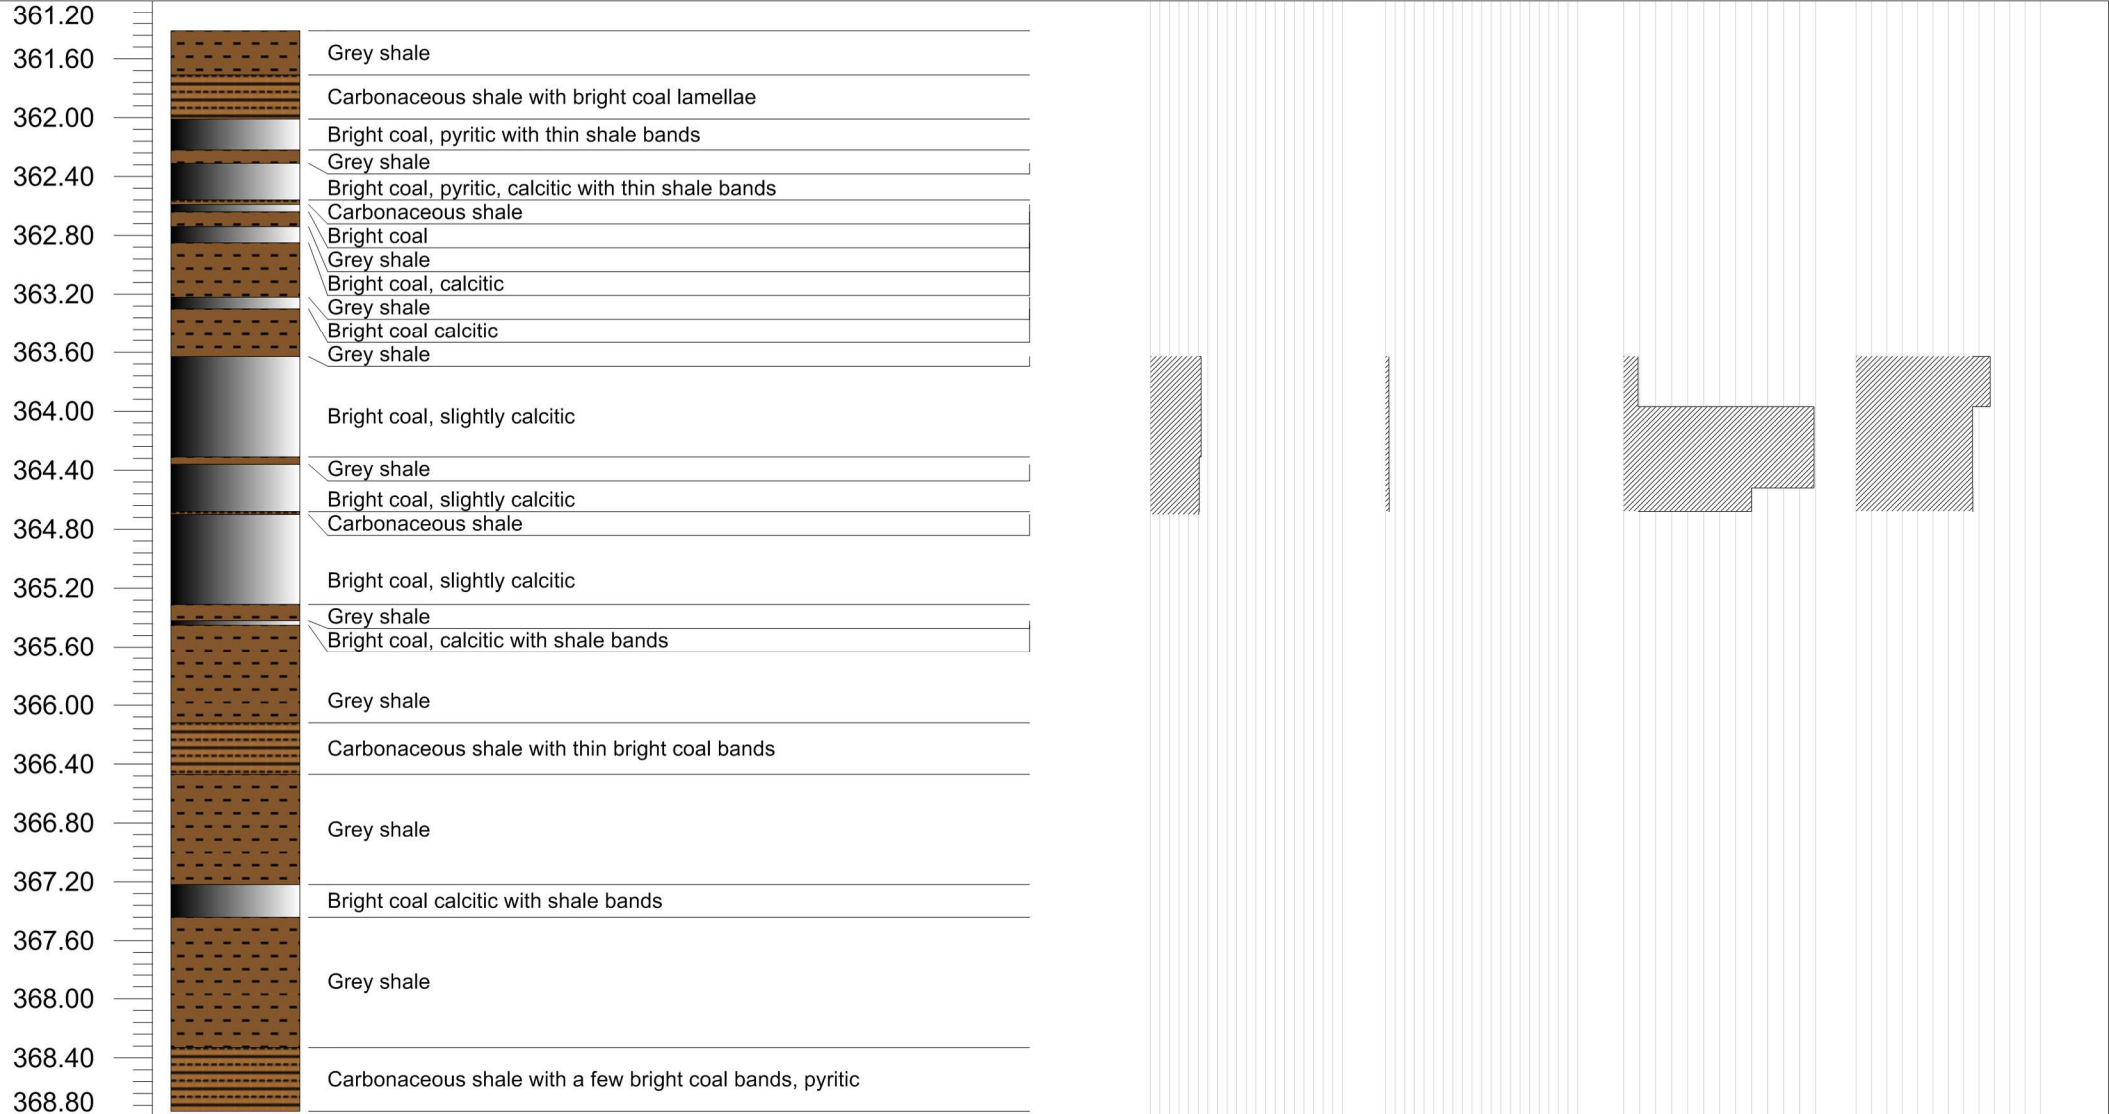 361.20
Grey shale
361.60
Carbonaceous shale with bright coal lamellae
362.00
Bright coal, pyritic with thin shale bands
Grey shale
362.40
Bright coal, pyritic, calcitic with thin shale bands
Carbonaceous shale
362.80
Bright coal
Grey shale
Bright coal, calcitic
363.20
Grey shale
Bright coal calcitic
363.60
Grey shale
364.00
Bright coal, slightly calcitic
364.40
Grey shale
Bright coal, slightly calcitic
364.80
Carbonaceous shale
Bright coal, slightly calcitic
365.20
Grey shale
365.60
Bright coal, calcitic with shale bands
Grey shale
366.00
Carbonaceous shale with thin bright coal bands
366.40
366.80
Grey shale
367.20
Bright coal calcitic with shale bands
367.60
Grey shale
368.00
368.40
Carbonaceous shale with a few bright coal bands, pyritic
368.80